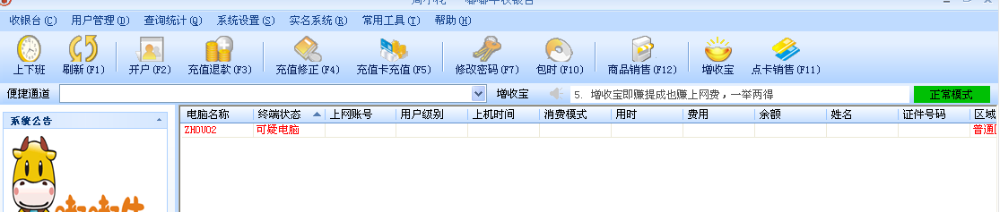 收银台(C) 用户管理(D) 查询统计(Q) 系统设置(S) 实名系统(R) 常用工具(T) 帮助(H)
上下班 刷新(F1) 开户(F2) 充值退款(F3) 充值修正(F4) 充值卡充值(F5) 修改密码(F7) 包时(F10) 商品销售(F12) 增收宝 点卡销售(F11)
便捷通道 增收宝 5. 增收宝即赚提成也赚上网费，一举两得 正常模式
系统公告
电脑名称 终端状态 上网账号 用户级别 上机时间 消费模式 用时 费用 余额 姓名 证件号码 区域
ZHOU02 可疑电脑 普通